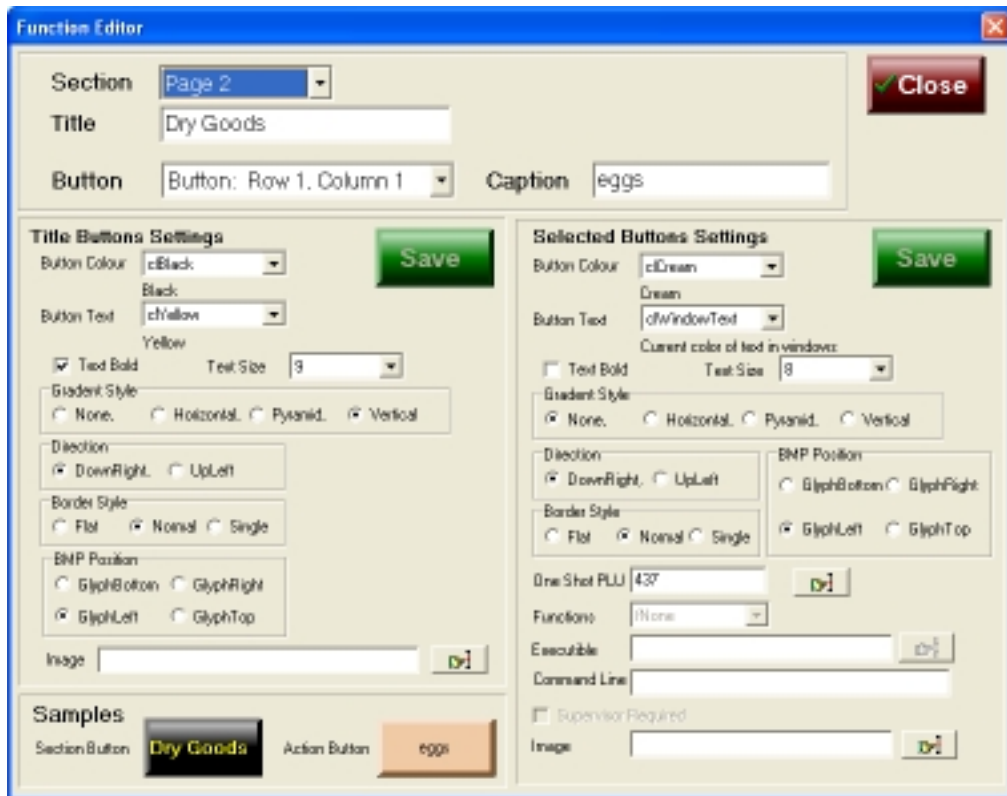 Function Editor
Section Page 2
Close
Title Dry Goods
Button Button: Row 1, Column 1 Caption eggs
Title Buttons Settings
Save
Button Colour clBlack
Black
Button Text clYellow
Yellow
Text Bold Text Size 9
Gradent Style
None. Horizontal. Pyramid. Vertical
Direction
DownRight. UpLeft
Border Style
Flat Normal Single
BMP Position
GlyphBottom GlyphRight
GlyphLeft GlyphTop
Image
Samples
Section Button Dry Goods Action Button eggs
Selected Buttons Settings
Save
Button Colour clCream
Cream
Button Text clWindowText
Current color of text in windows
Text Bold Text Size 8
Gradent Style
None. Horizontal. Pyramid. Vertical
Direction
DownRight. UpLeft
Border Style
Flat Normal Single
BMP Position
GlyphBottom GlyphRight
GlyphLeft GlyphTop
One Shot PLU 437
Functions fNone
Executible
Command Line
Supervisor Required
Image